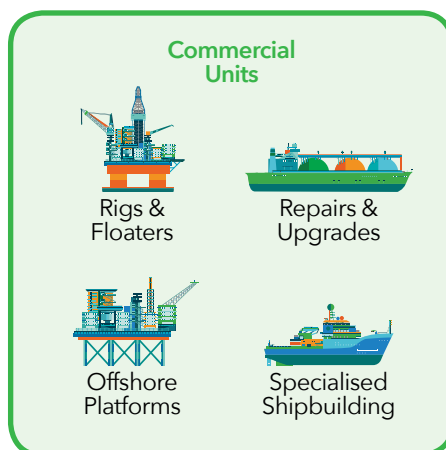 Commercial
Units
Rigs &
Floaters
Repairs &
Upgrades
Offshore
Platforms
Specialised
Shipbuilding